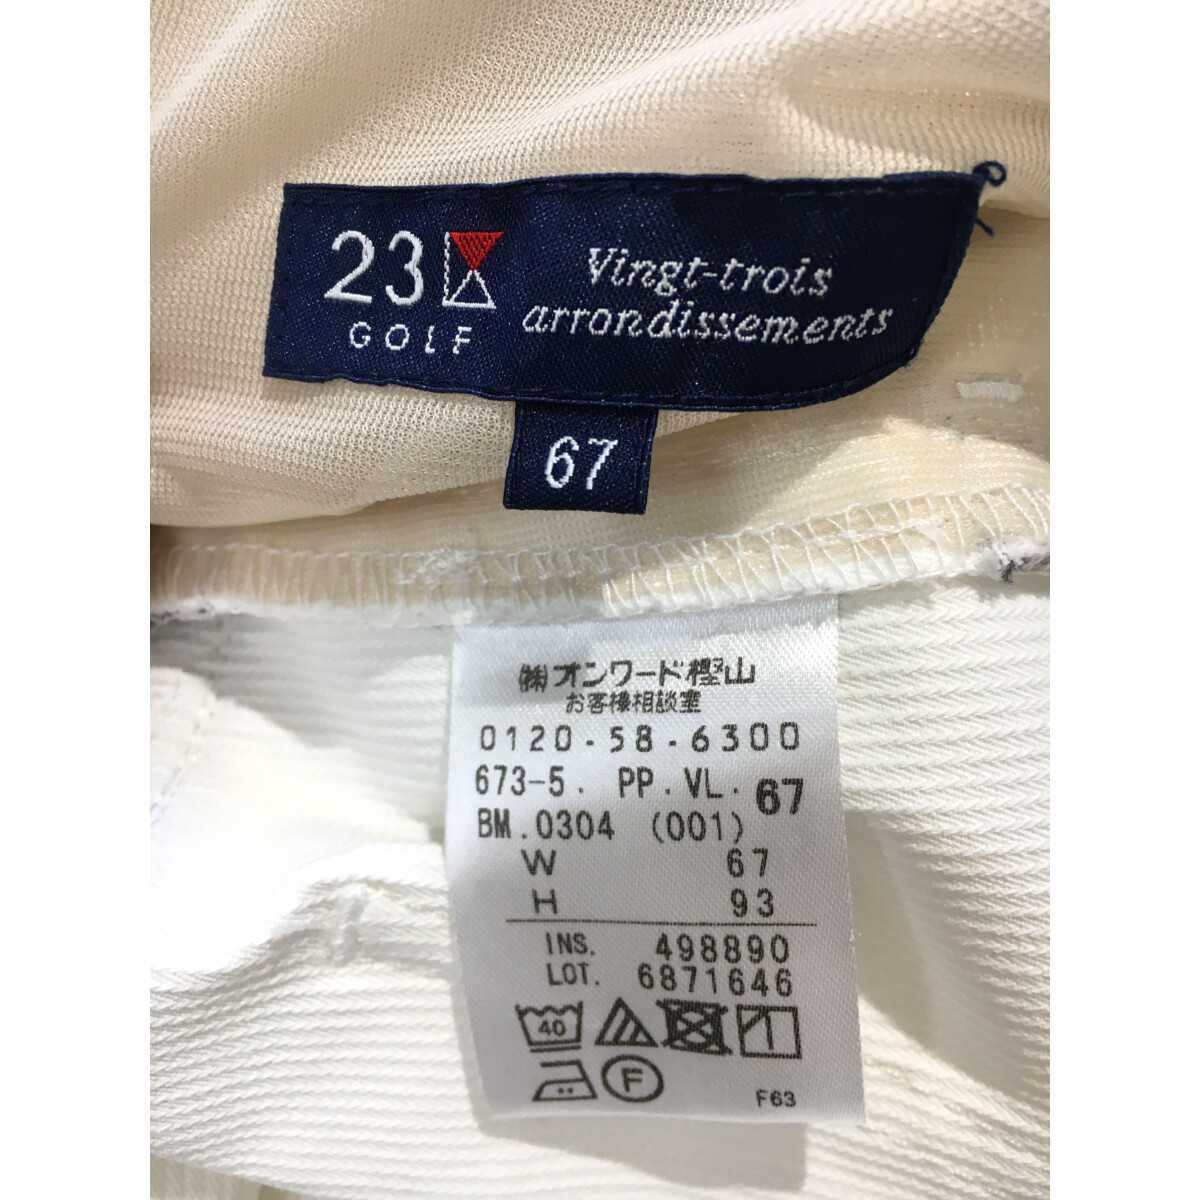 23
GOLF
Vingt-trois
arrondissements
67
㈱オンワード樫山
お客様相談室
0120-58-6300
673-5. PP.VL. 67
BM.0304 (001)
W 67
H 93
INS. 498890
LOT. 6871646
40
F
F63